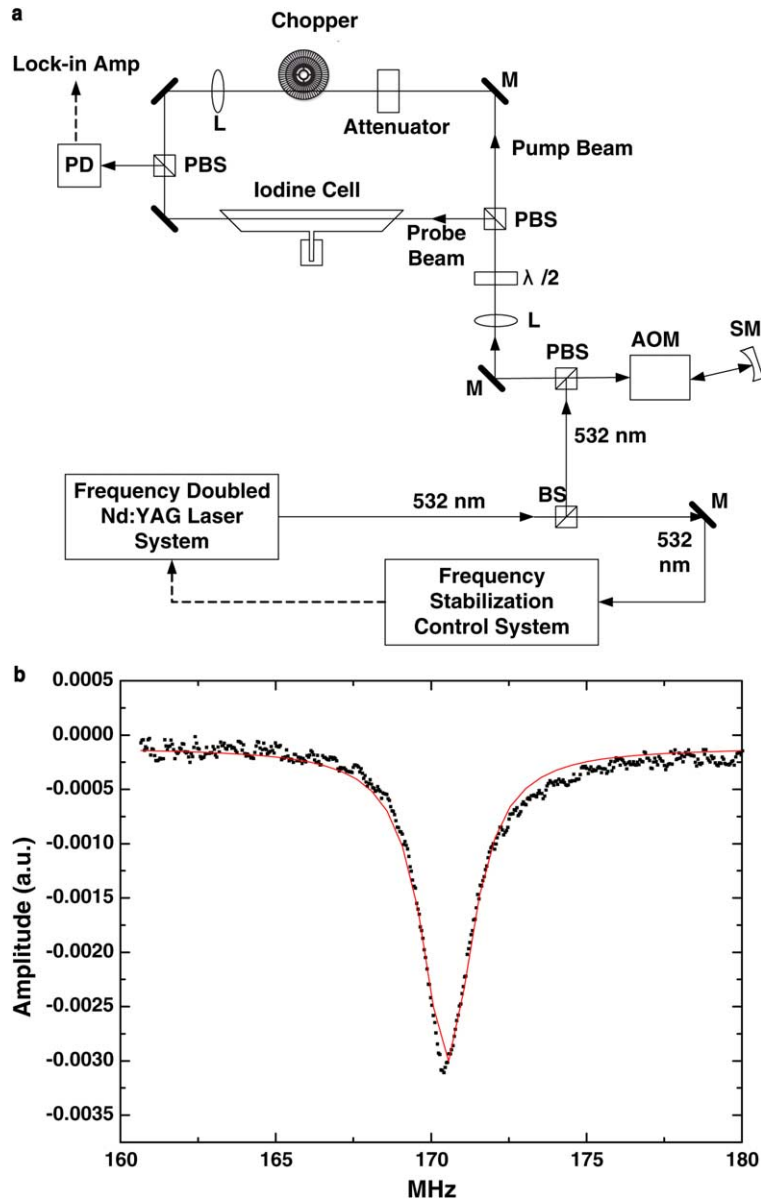 a
Chopper
Lock-in Amp
M
L
Attenuator
PD
PBS
Pump Beam
Iodine Cell
PBS
Probe
Beam
λ /2
L
AOM
SM
PBS
M
532 nm
Frequency Doubled
Nd:YAG Laser
System
532 nm
BS
M
532
nm
Frequency
Stabilization
Control System
b
0.0005
0.0000
-0.0005
-0.0010
-0.0015
-0.0020
-0.0025
-0.0030
-0.0035
Amplitude (a.u.)
160
165
170
175
180
MHz